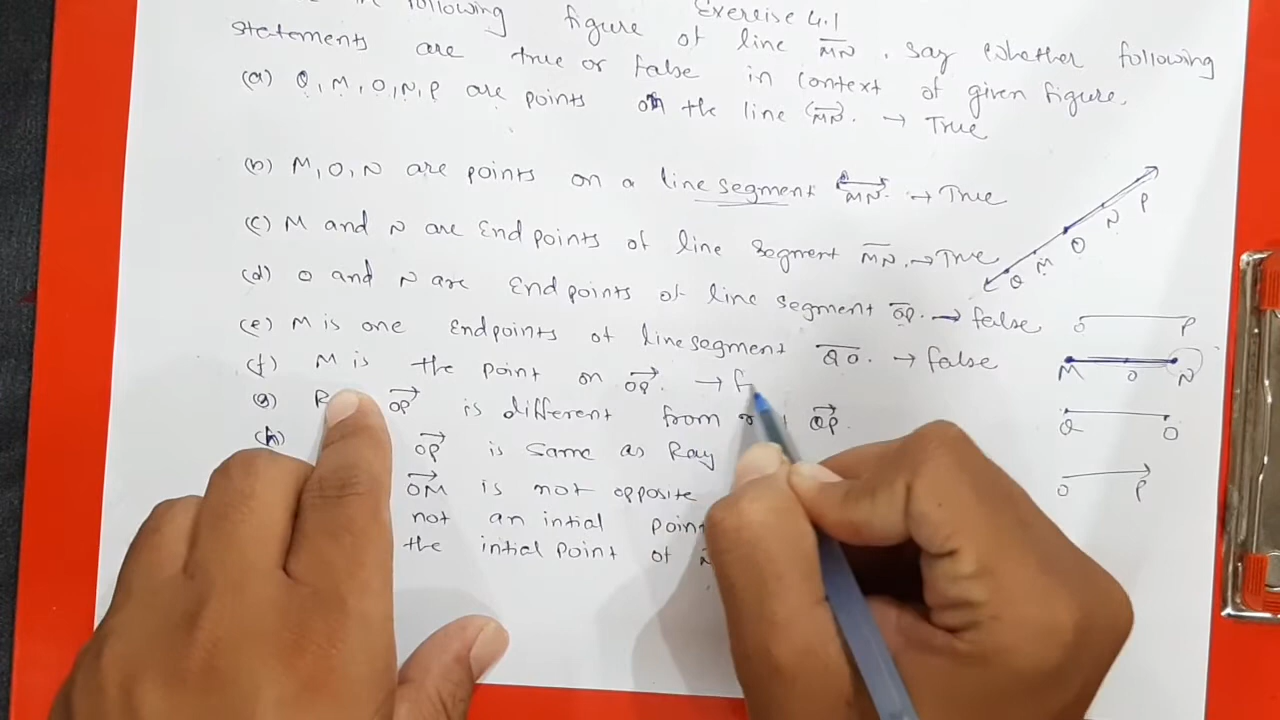 following figure of line MN. Say whether following
Exercise 4.1
statements are true or false in context of given figure.
(a) Q, M, O, N, P are points on the line MN. → True
(b) M, O, N are points on a line segment MN. → True
(c) M and N are End points of line segment MN. → True
(d) O and N are End points of line segment OP. → false
(e) M is one Endpoints of line segment QO. → false
(f) M is the point on OP. → f
(g) OP is different from QP.
(h) OP is same as Ray
OM is not opposite
not an intial point
the intial point of
P
N
O
M
Q
O P
M O N
Q O
O P